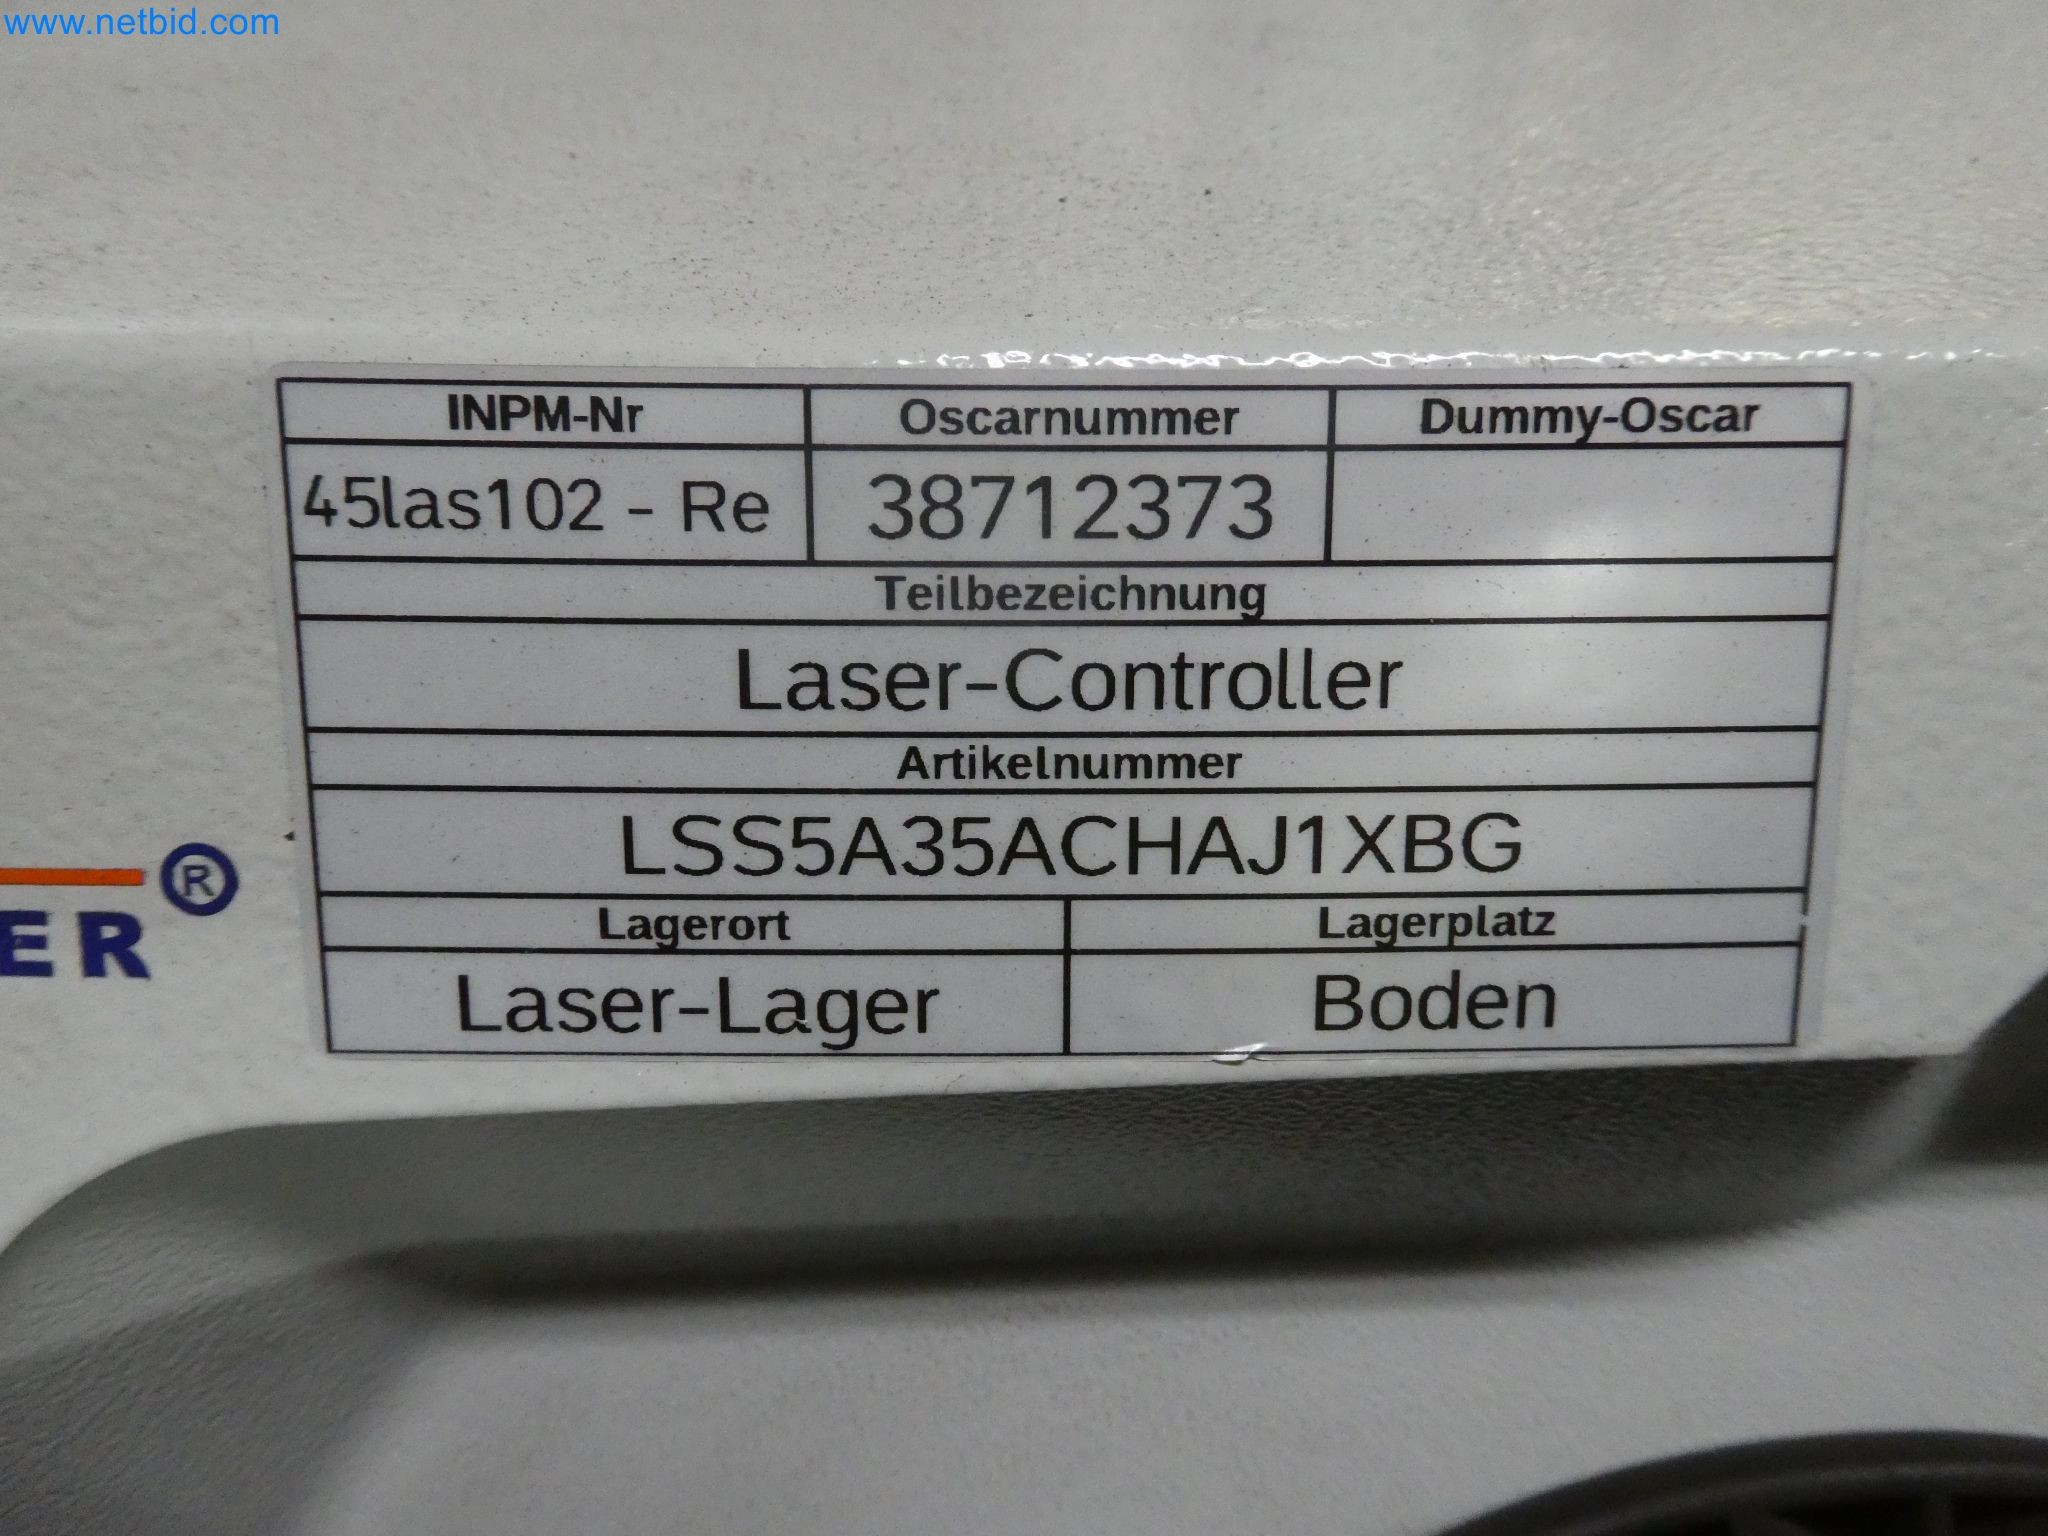 www.netbid.com
INPM-Nr Oscarnummer Dummy-Oscar
45las102 - Re 38712373
Teilbezeichnung
Laser-Controller
Artikelnummer
LSS5A35ACHAJ1XBG
®
ER
Lagerort Lagerplatz
Laser-Lager Boden